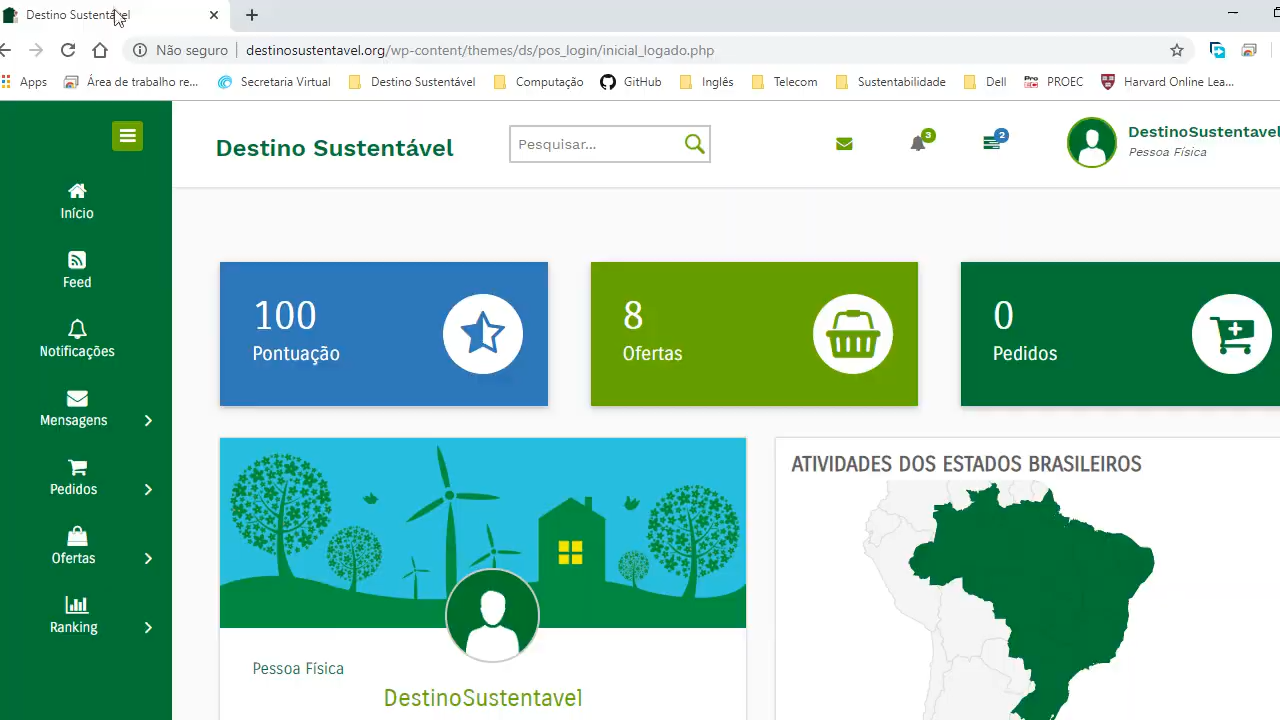 Destino Sustentável
Não seguro
destinosustentavel.org/wp-content/themes/ds/pos_login/inicial_logado.php
Apps
Área de trabalho re...
Secretaria Virtual
Destino Sustentável
Computação
GitHub
Inglês
Telecom
Sustentabilidade
Dell
PROEC
Harvard Online Lea...
Destino Sustentável
Pesquisar...
3
2
DestinoSustentavel
Pessoa Física
Início
Feed
Notificações
Mensagens
Pedidos
Ofertas
Ranking
100
Pontuação
8
Ofertas
0
Pedidos
Pessoa Física
DestinoSustentavel
ATIVIDADES DOS ESTADOS BRASILEIROS